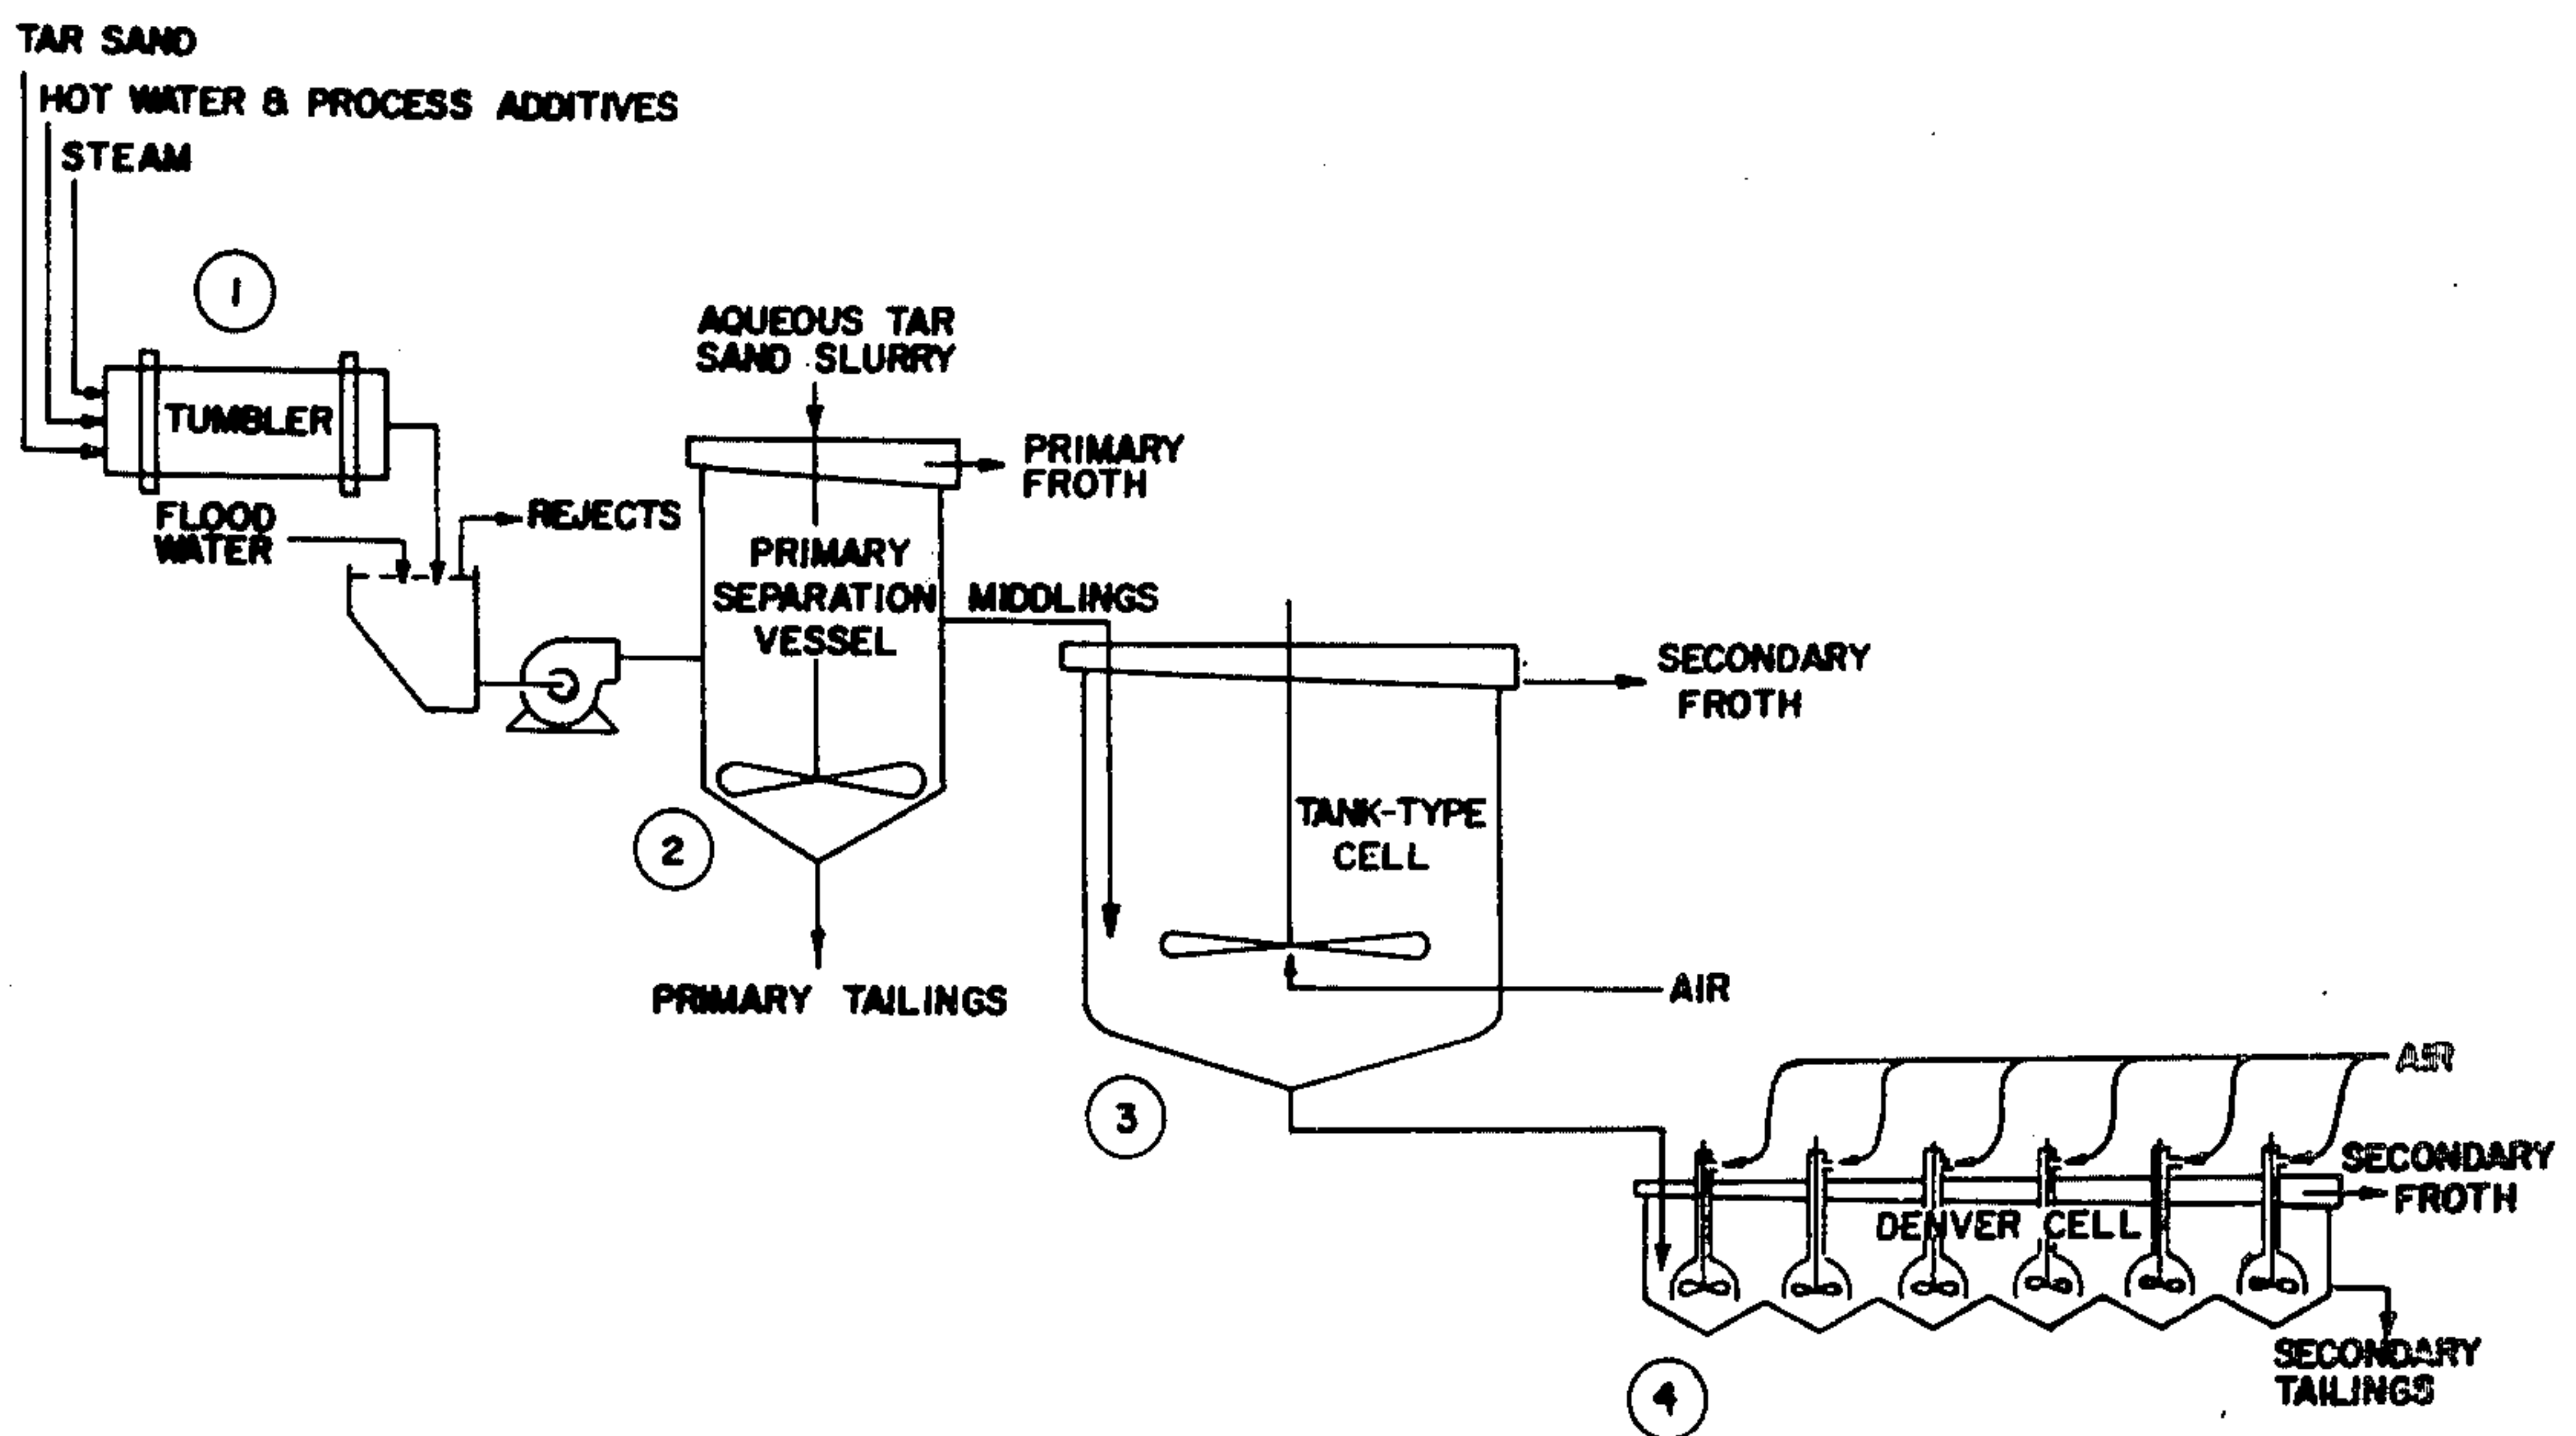 TAR SAND
HOT WATER & PROCESS ADDITIVES
STEAM
1
TUMBLER
FLOOD
WATER
REJECTS
AQUEOUS TAR
SAND SLURRY
PRIMARY
FROTH
PRIMARY
SEPARATION
VESSEL
MIDDLINGS
2
PRIMARY TAILINGS
SECONDARY
FROTH
TANK-TYPE
CELL
AIR
3
AIR
SECONDARY
FROTH
DENVER CELL
SECONDARY
TAILINGS
4